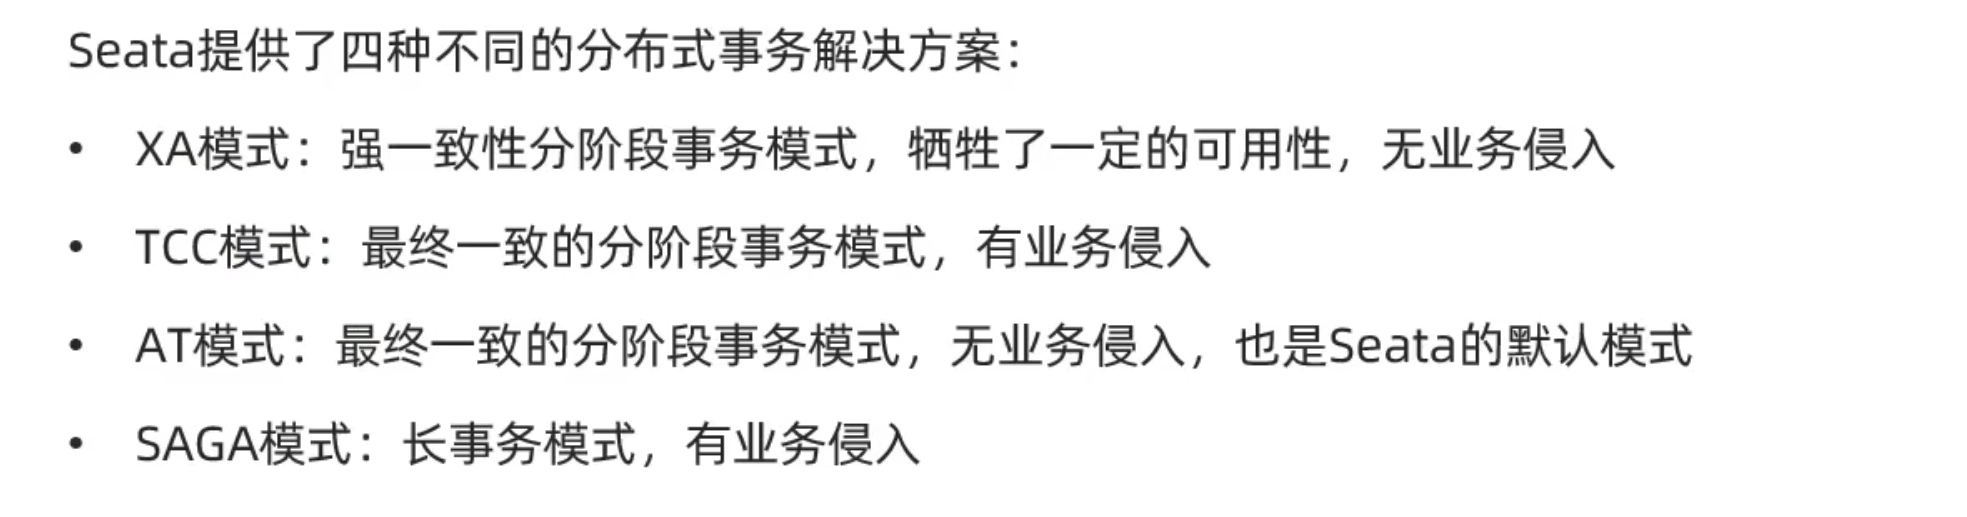 Seata提供了四种不同的分布式事务解决方案：
• XA模式：强一致性分阶段事务模式，牺牲了一定的可用性，无业务侵入
• TCC模式：最终一致的分阶段事务模式，有业务侵入
• AT模式：最终一致的分阶段事务模式，无业务侵入，也是Seata的默认模式
• SAGA模式：长事务模式，有业务侵入